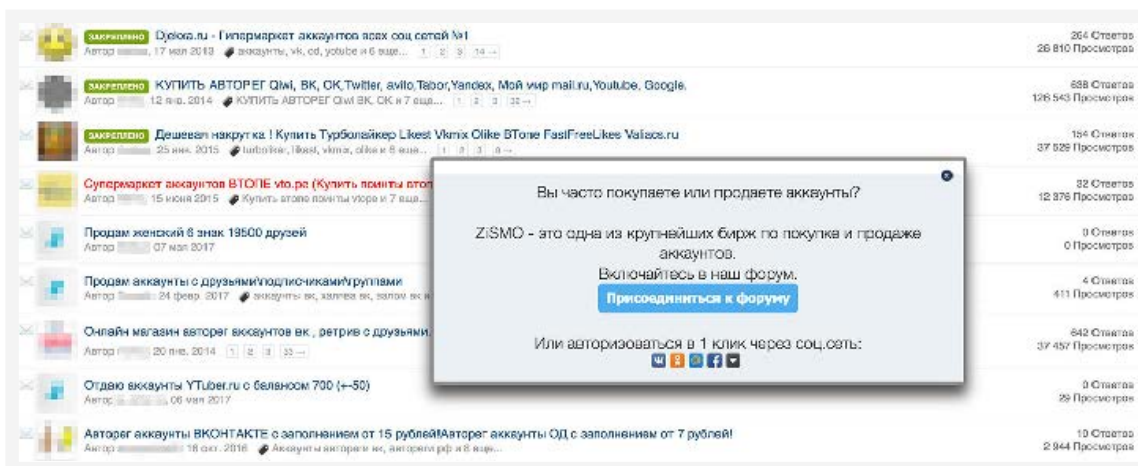 ЗАКРЕПЛЕНО Djekxa.ru - Гипермаркет аккаунтов всех соц сетей №1
264 Ответов
Автор , 17 мая 2013 аккаунты, vk, od, yotube и 6 еще... 1 2 3 14 →
26 810 Просмотров
ЗАКРЕПЛЕНО КУПИТЬ АВТОРЕГ Qiwi, ВК, ОК,Twitter, avito,Tabor,Yandex, Мой мир mail.ru,Youtube, Google.
638 Ответов
Автор 12 янв. 2014 КУПИТЬ АВТОРЕГ Qiwi ВК, ОК и 7 еще... 1 2 3 32 →
126 543 Просмотров
ЗАКРЕПЛЕНО Дешевая накрутка ! Купить Турболайкер Likest Vkmix Olike BTone FastFreeLikes Valiacs.ru
154 Ответов
Автор 25 янв. 2015 turboliker, likest, vkmix, olike и 6 еще... 1 2 3 8 →
37 529 Просмотров
Супермаркет аккаунтов ВТОПЕ vto.pe (Купить поинты втоп
32 Ответов
Автор 15 июня 2015 Купить втопе поинты vtope и 7 еще...
12 376 Просмотров
Продам женский 6 знак 19500 друзей
0 Ответов
Автор 07 мая 2017
0 Просмотров
Продам аккаунты с друзьями\подписчиками\группами
4 Ответов
Автор 24 февр. 2017 аккаунты вк, халява вк, залом вк и
411 Просмотров
Онлайн магазин авторег аккаунтов вк , ретрив с друзьями.
642 Ответов
Автор 20 янв. 2014 1 2 3 33 →
37 457 Просмотров
Отдаю аккаунты YTuber.ru с балансом 700 (+-50)
0 Ответов
Автор , 06 мая 2017
29 Просмотров
Авторег аккаунты ВКОНТАКТЕ с заполнением от 15 рублей!Авторег аккаунты ОД с заполнением от 7 рублей!
10 Ответов
Автор 18 окт. 2016 Аккаунты автореги вк, автореги рф и 8 еще...
2 944 Просмотров
Вы часто покупаете или продаете аккаунты?
ZiSMO - это одна из крупнейших бирж по покупке и продаже
аккаунтов.
Включайтесь в наш форум.
Присоединиться к форуму
Или авторизоваться в 1 клик через соц.сеть: